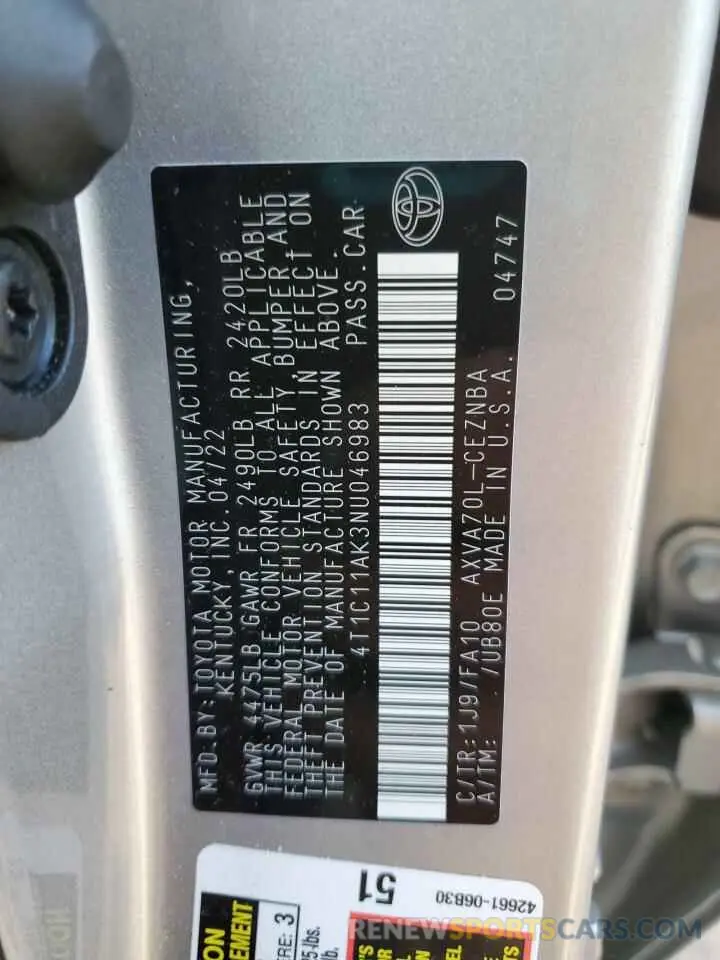 MFD. BY: TOYOTA MOTOR MANUFACTURING,
KENTUCKY, INC. 04/22
GVWR 4475LB GAWR FR 2490LB RR 2420LB
THIS VEHICLE CONFORMS TO ALL APPLICABLE
FEDERAL MOTOR VEHICLE SAFETY, BUMPER AND
THEFT PREVENTION STANDARDS IN EFFECT ON
THE DATE OF MANUFACTURE SHOWN ABOVE.
4T1C11AK3NU046983 PASS. CAR
C/TR: 1J9/FA10 AXVA70L-CEZNBA 04747
A/TM: /UB80E MADE IN U.S.A.
51
42661-06B30
RENEWSPORTSCARS.COM